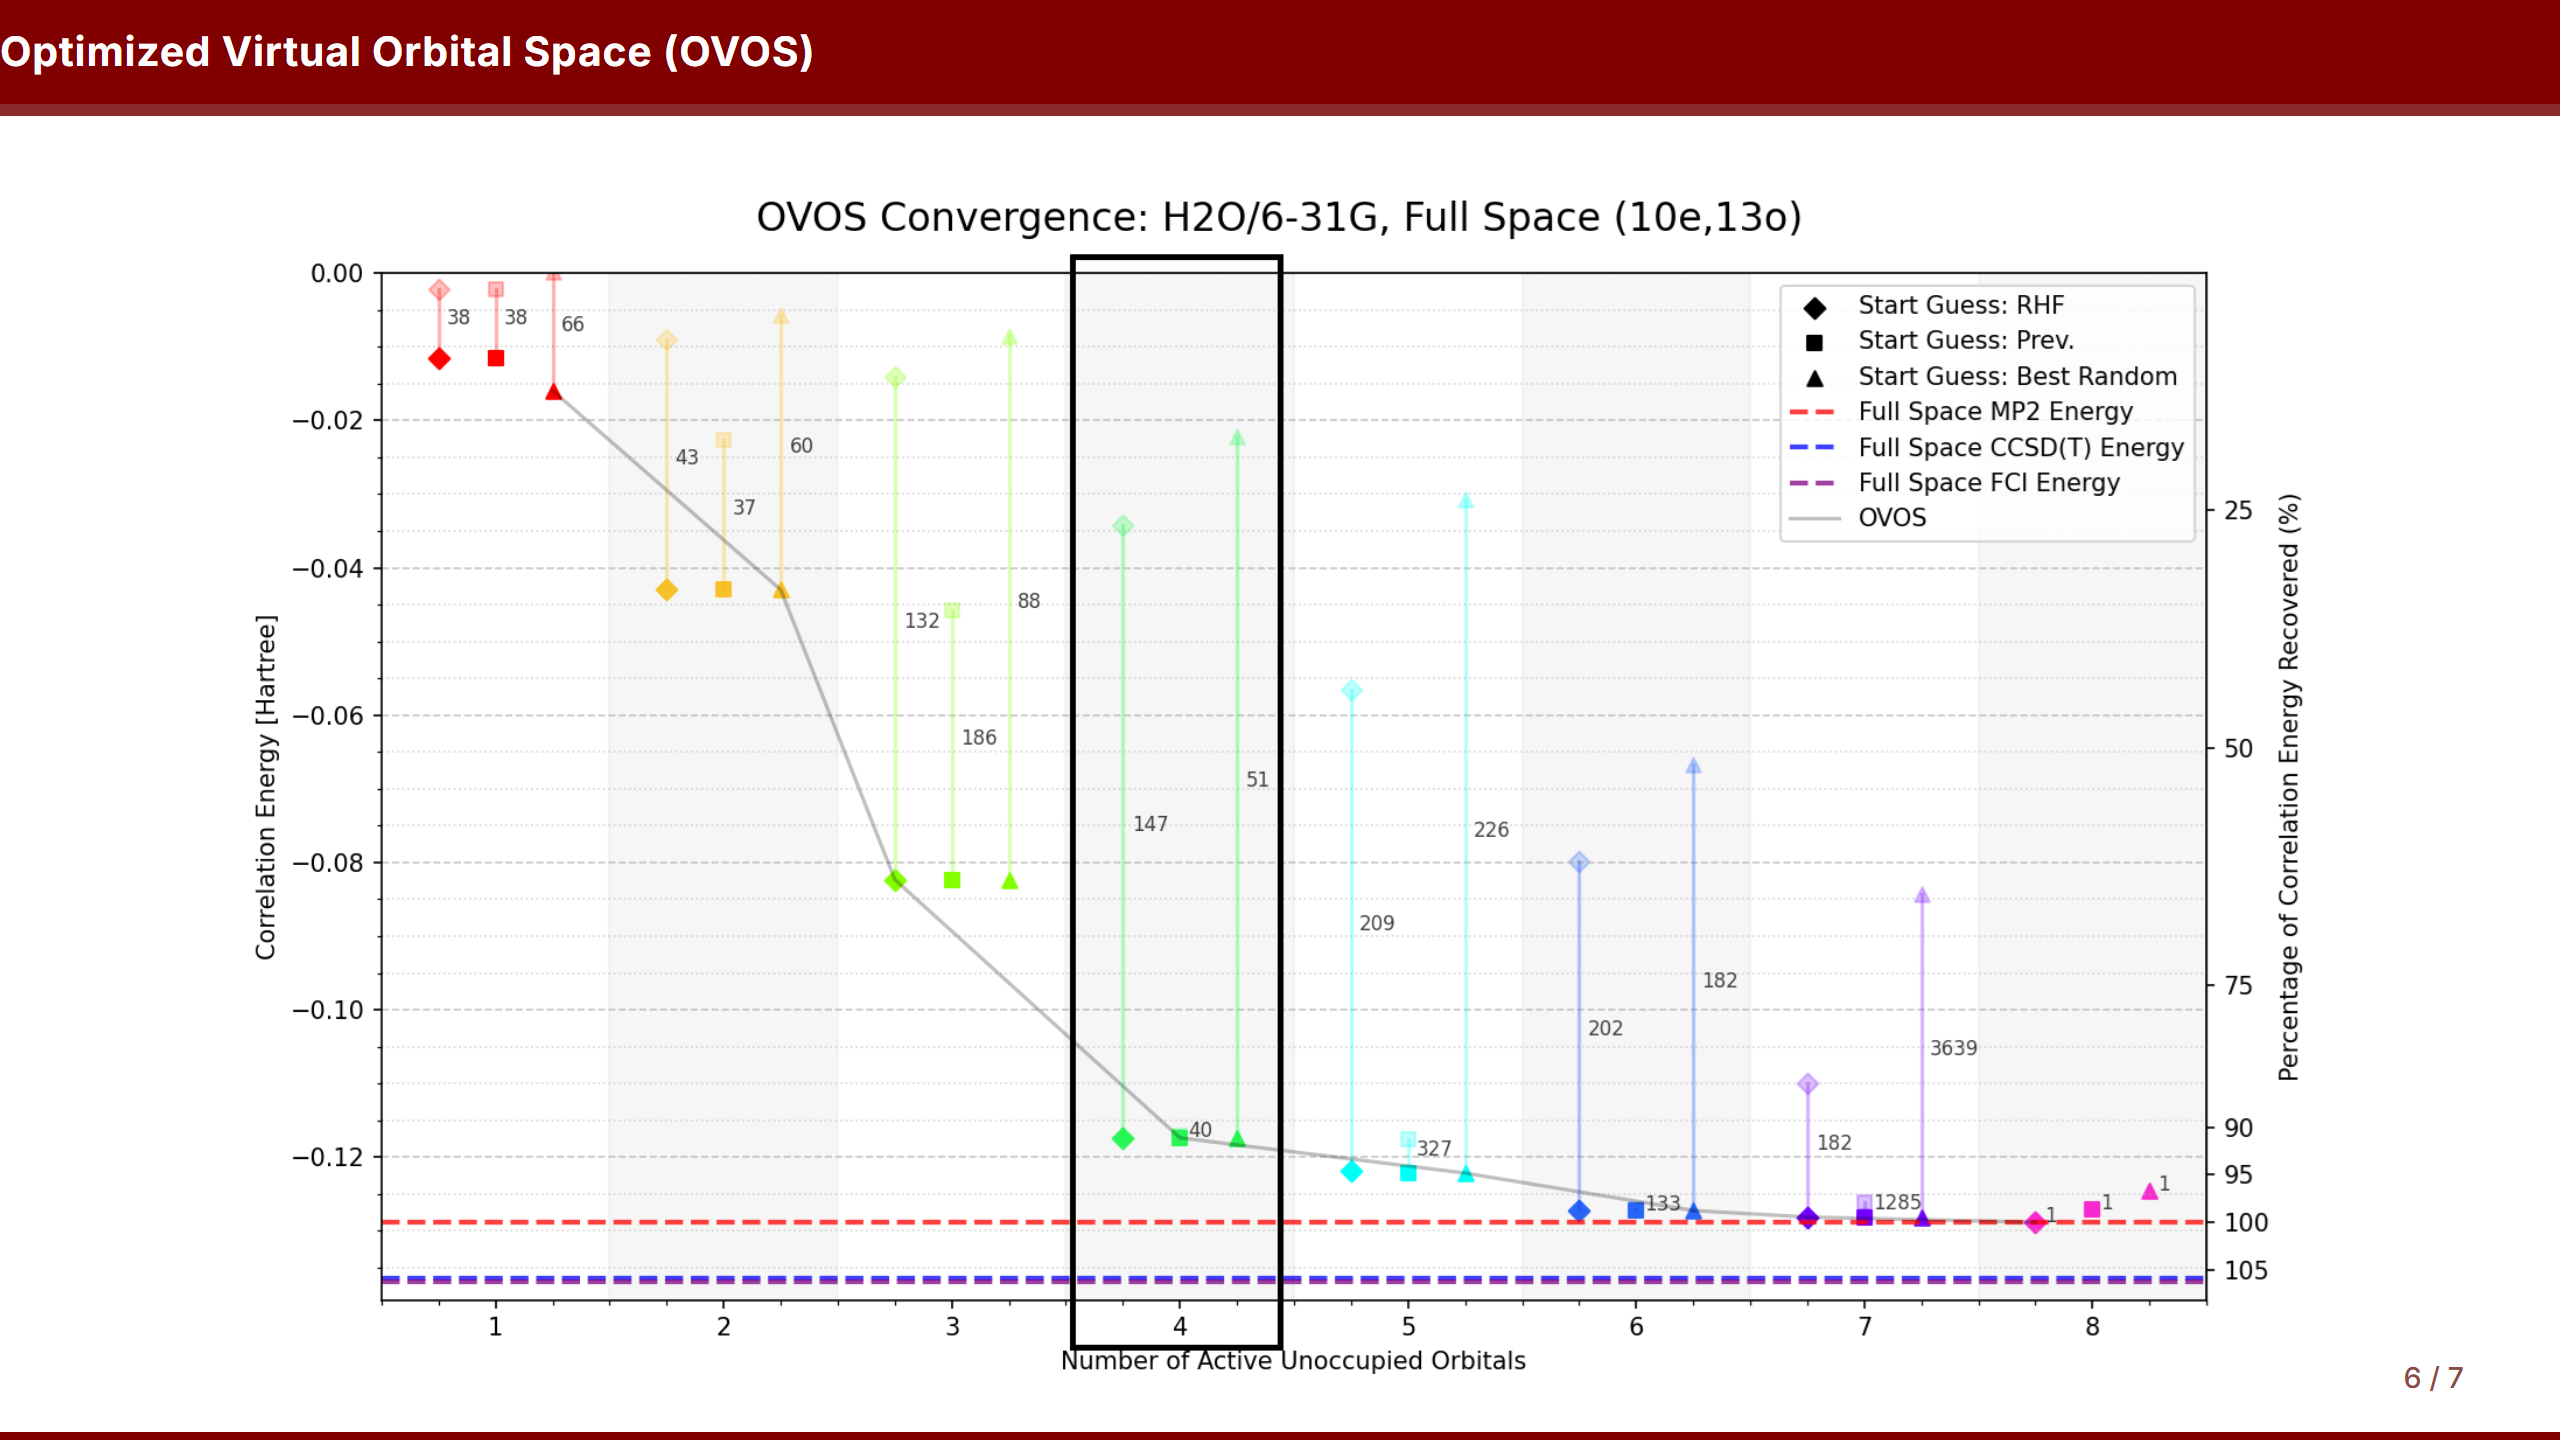 Optimized Virtual Orbital Space (OVOS)
OVOS Convergence: H2O/6-31G, Full Space (10e,13o)
Correlation Energy [Hartree]
0.00
−0.02
−0.04
−0.06
−0.08
−0.10
−0.12
38
38
66
43
37
60
132
186
88
147
40
51
209
327
226
202
133
182
182
1285
3639
1
1
1
Start Guess: RHF
Start Guess: Prev.
Start Guess: Best Random
Full Space MP2 Energy
Full Space CCSD(T) Energy
Full Space FCI Energy
OVOS
25
50
75
90
95
100
105
Percentage of Correlation Energy Recovered (%)
1 2 3 4 5 6 7 8
Number of Active Unoccupied Orbitals
6 / 7